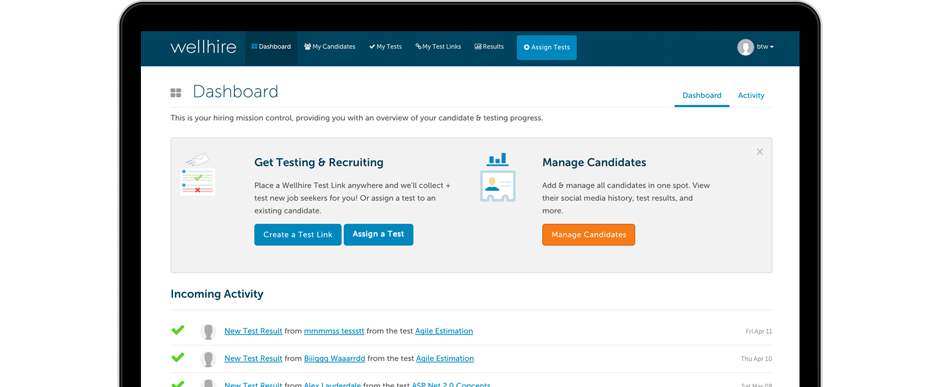 wellhire
Dashboard
My Candidates
My Tests
My Test Links
Results
Assign Tests
btw
Dashboard
Dashboard
Activity
This is your hiring mission control, providing you with an overview of your candidate & testing progress.
Get Testing & Recruiting
Place a Wellhire Test Link anywhere and we'll collect +
test new job seekers for you! Or assign a test to an
existing candidate.
Create a Test Link
Assign a Test
Manage Candidates
Add & manage all candidates in one spot. View
their social media history, test results, and
more.
Manage Candidates
Incoming Activity
New Test Result from mmmmss tessstt from the test Agile Estimation
Fri Apr 11
New Test Result from Biiiggg Waaarrdd from the test Agile Estimation
Thu Apr 10
New Test Result from Alex Lauderdale from the test ASP.Net 2.0 Concepts
Sat Mar 08